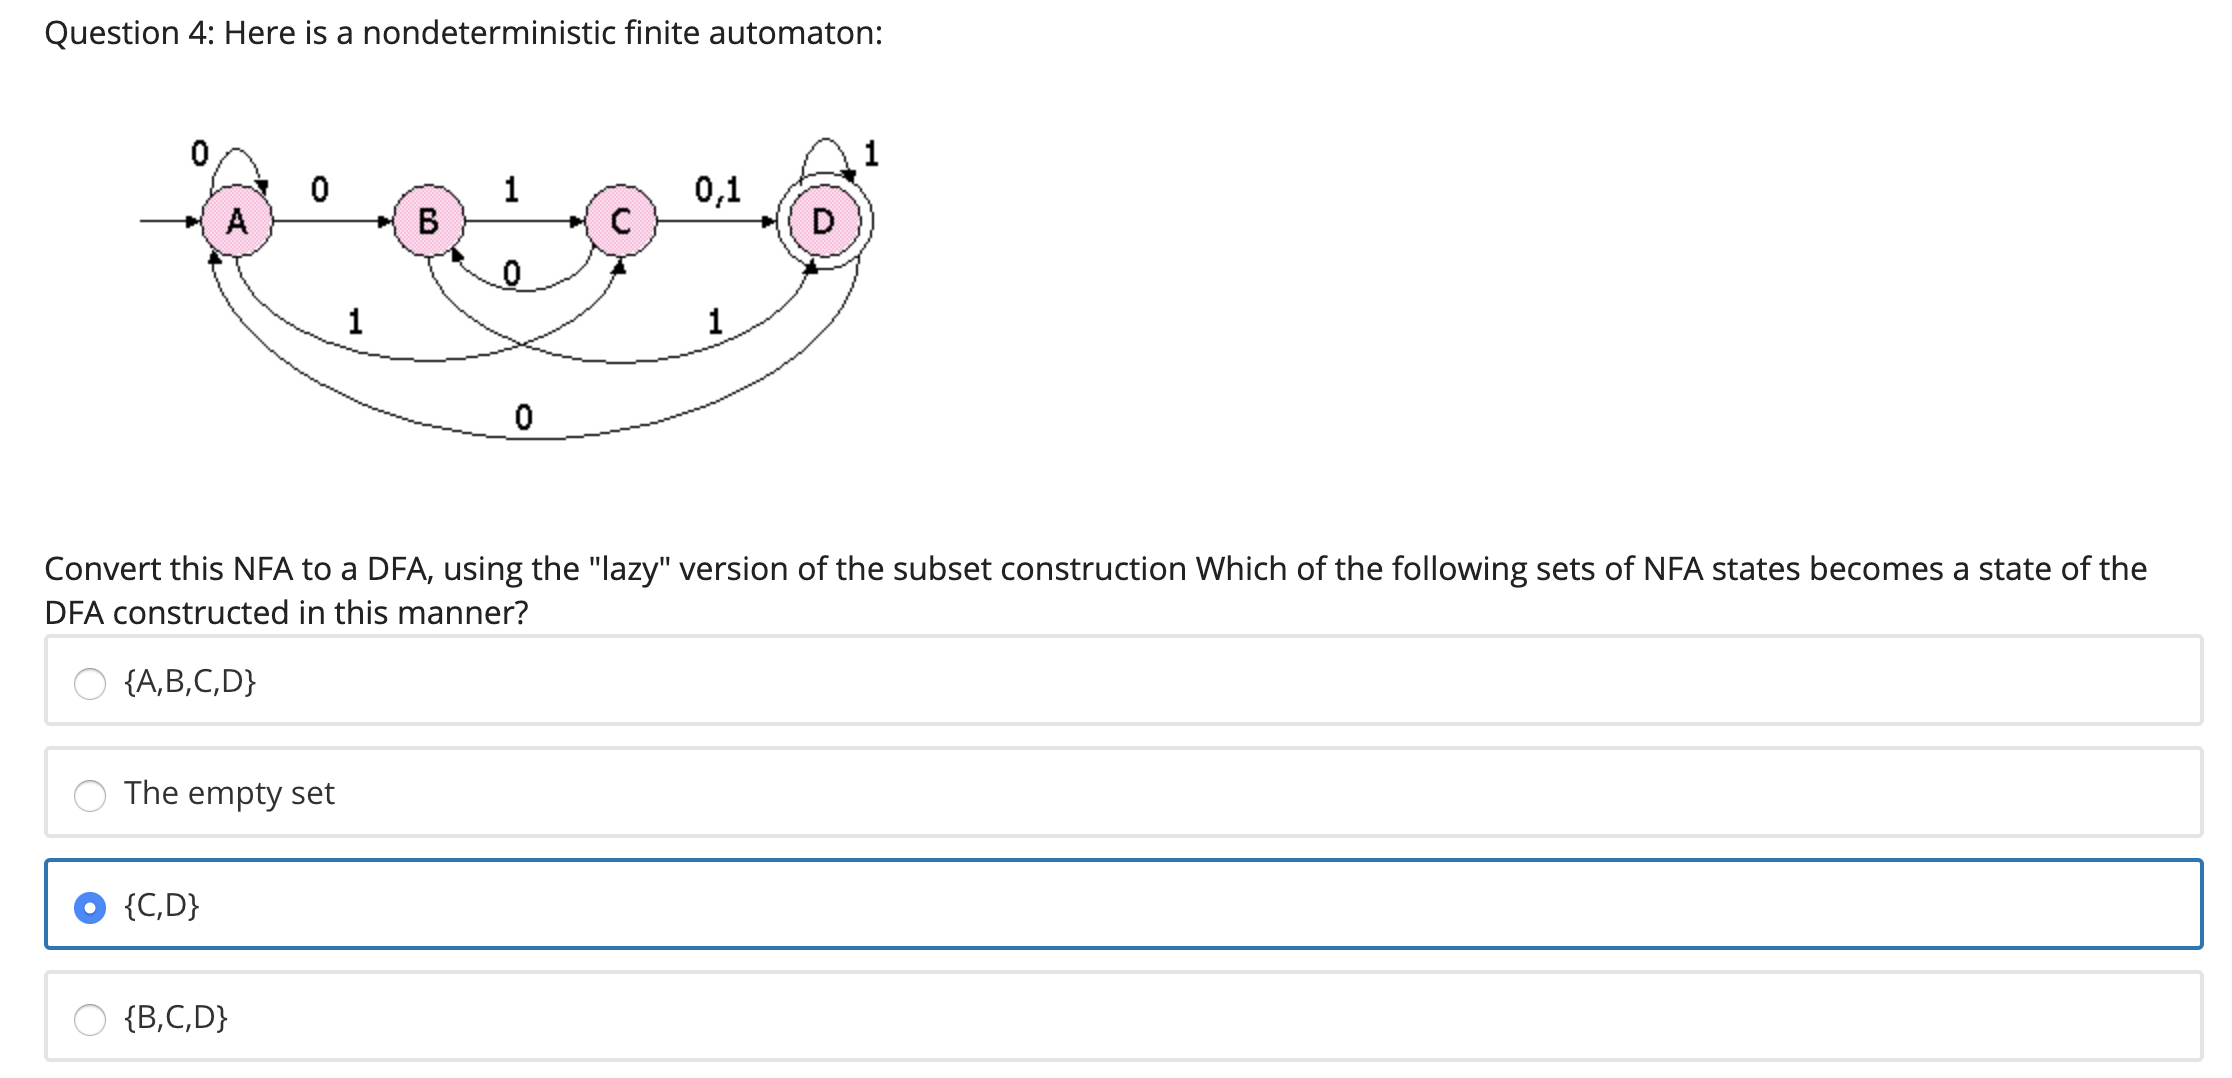 Question 4: Here is a nondeterministic finite automaton:
0
1
0
1
0,1
A
B
C
D
0
1
1
0
Convert this NFA to a DFA, using the "lazy" version of the subset construction Which of the following sets of NFA states becomes a state of the
DFA constructed in this manner?
{A,B,C,D}
The empty set
{C,D}
{B,C,D}